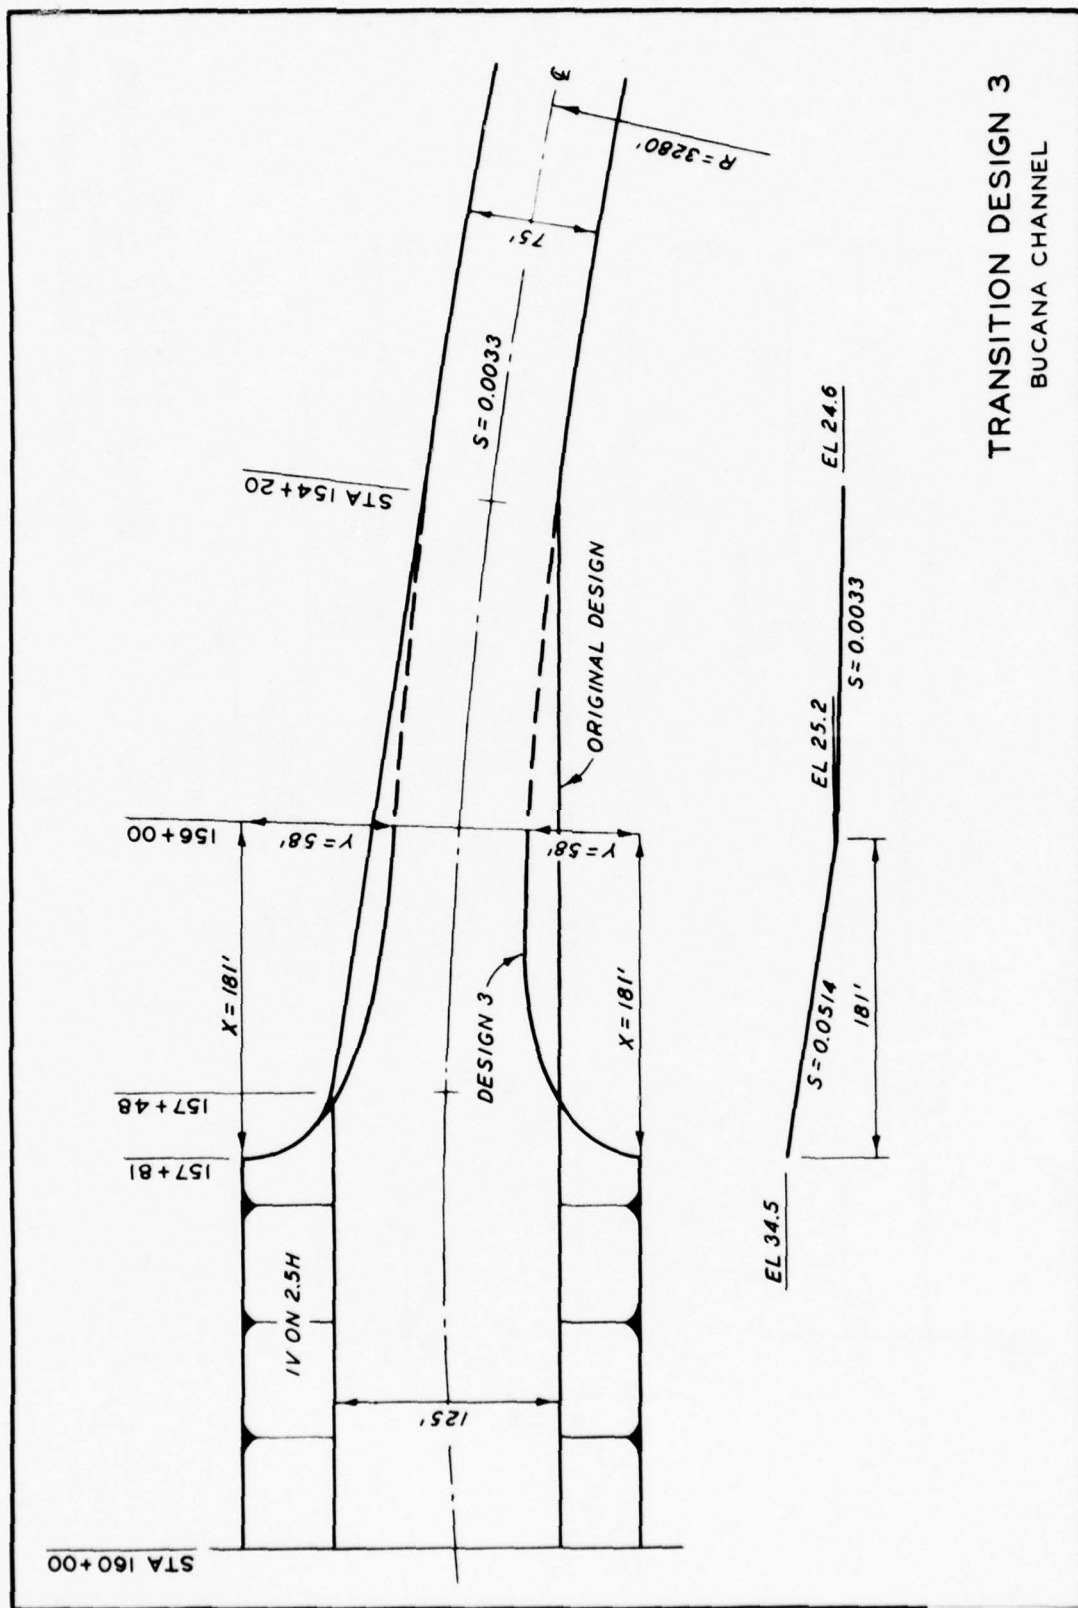 STA 160+00
157+81
157+48
156+00
STA 154+20
X = 181'
Y = 58'
1V ON 2.5H
125'
S = 0.0033
75'
℄
R = 3280'
DESIGN 3
Y = 58'
X = 181'
ORIGINAL DESIGN
EL 34.5
S = 0.0514
181'
EL 25.2
S = 0.0033
EL 24.6
TRANSITION DESIGN 3
BUCANA CHANNEL